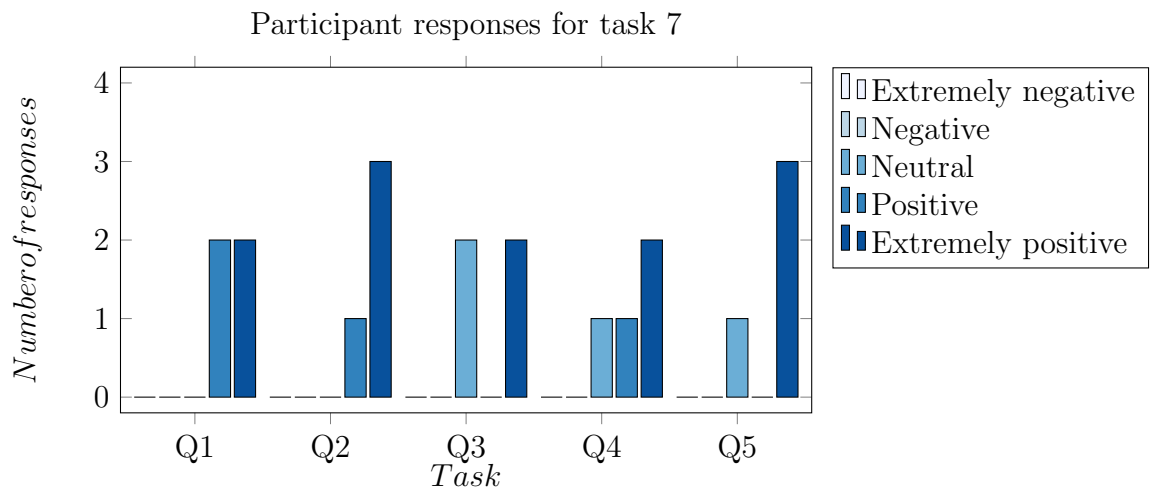 Participant responses for task 7
Numberofresponses
4
3
2
1
0
Q1 Q2 Q3 Q4 Q5
Task
Extremely negative
Negative
Neutral
Positive
Extremely positive